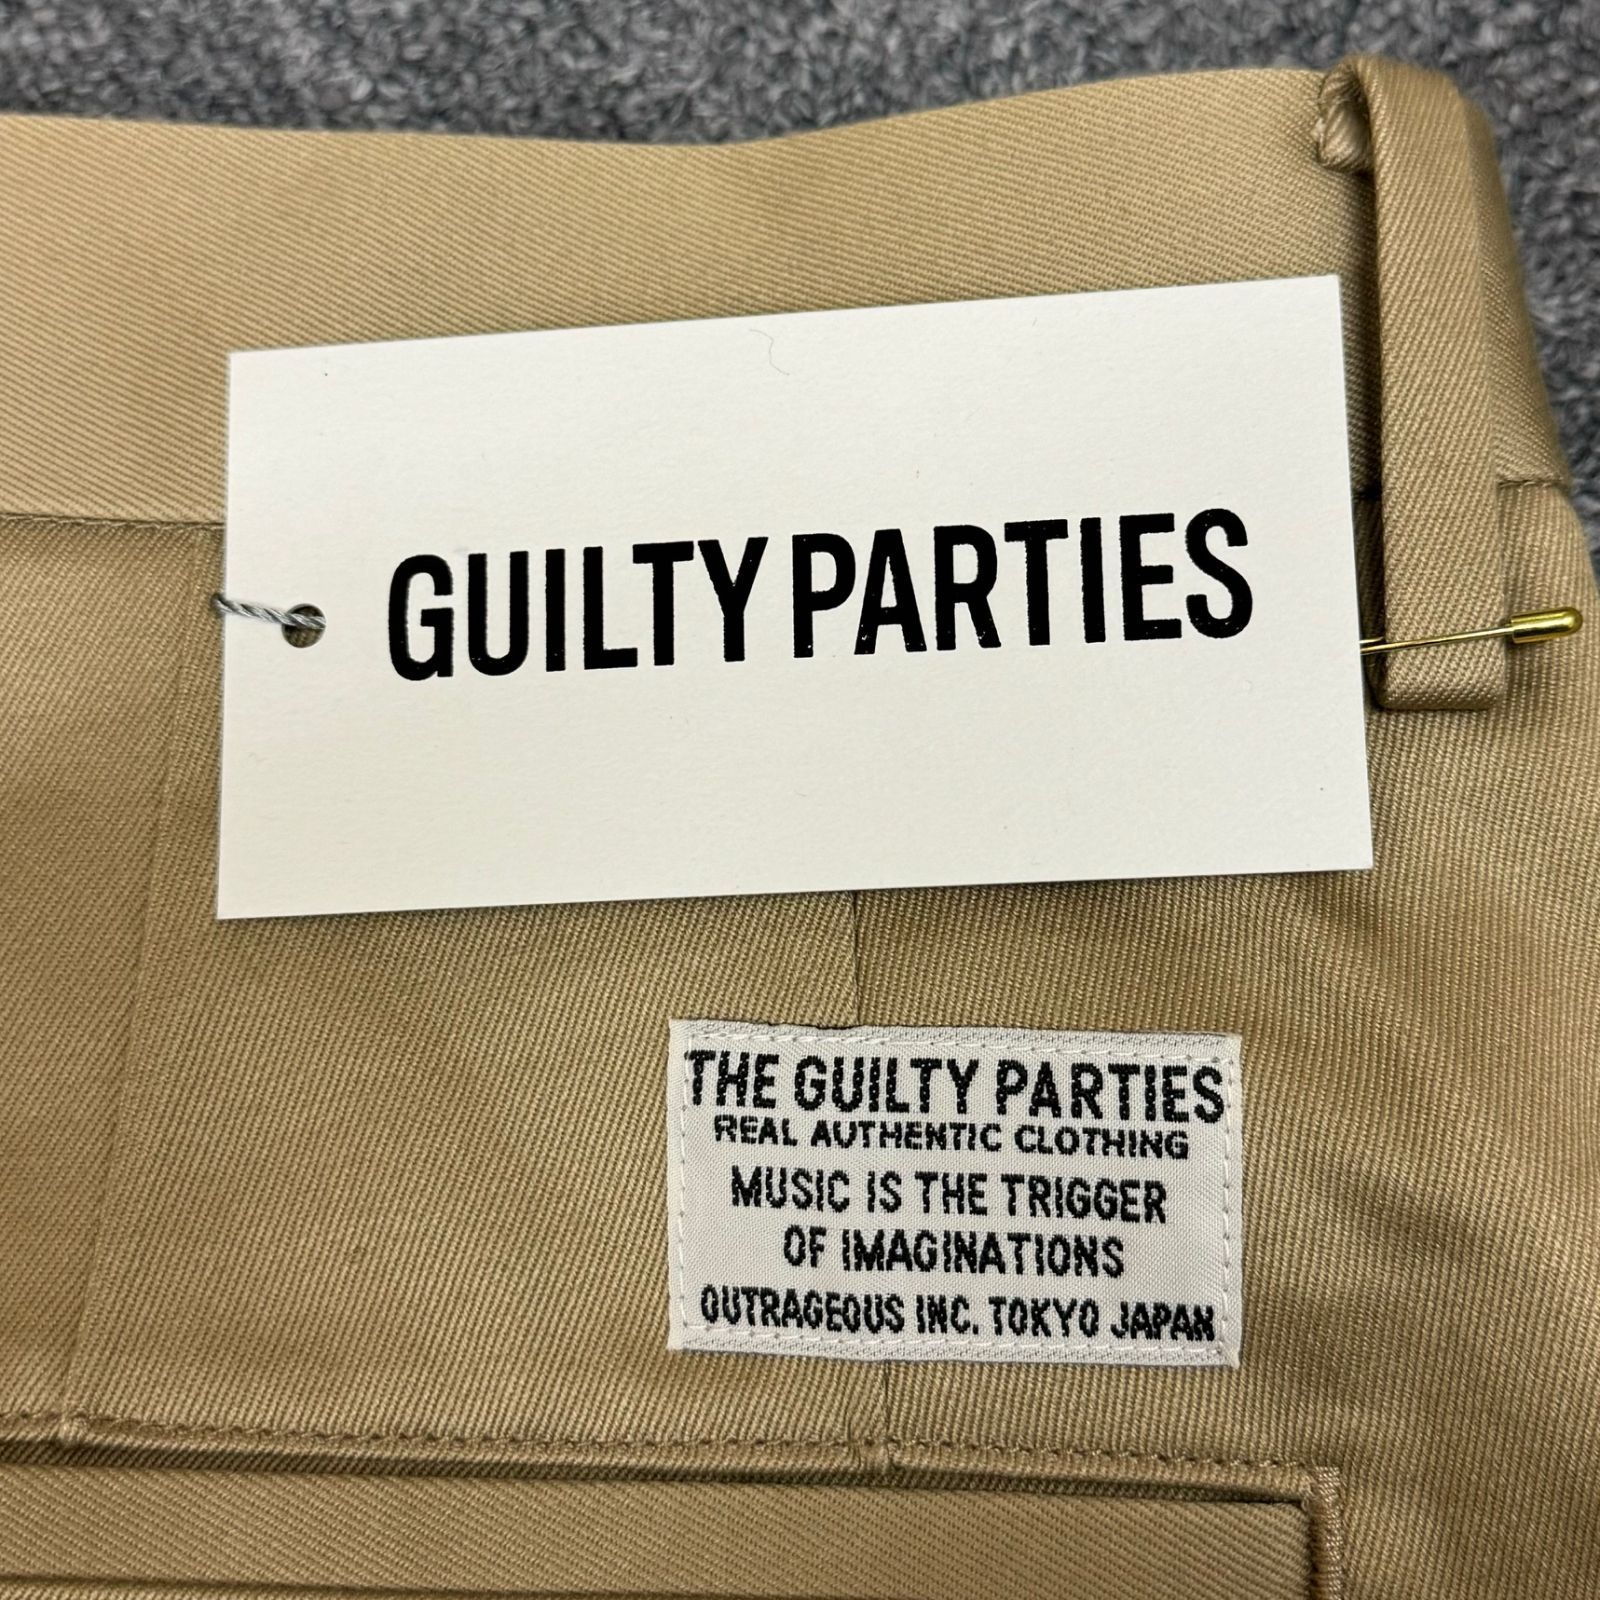 GUILTY PARTIES
THE GUILTY PARTIES
REAL AUTHENTIC CLOTHING
MUSIC IS THE TRIGGER
OF IMAGINATIONS
OUTRAGEOUS INC. TOKYO JAPAN